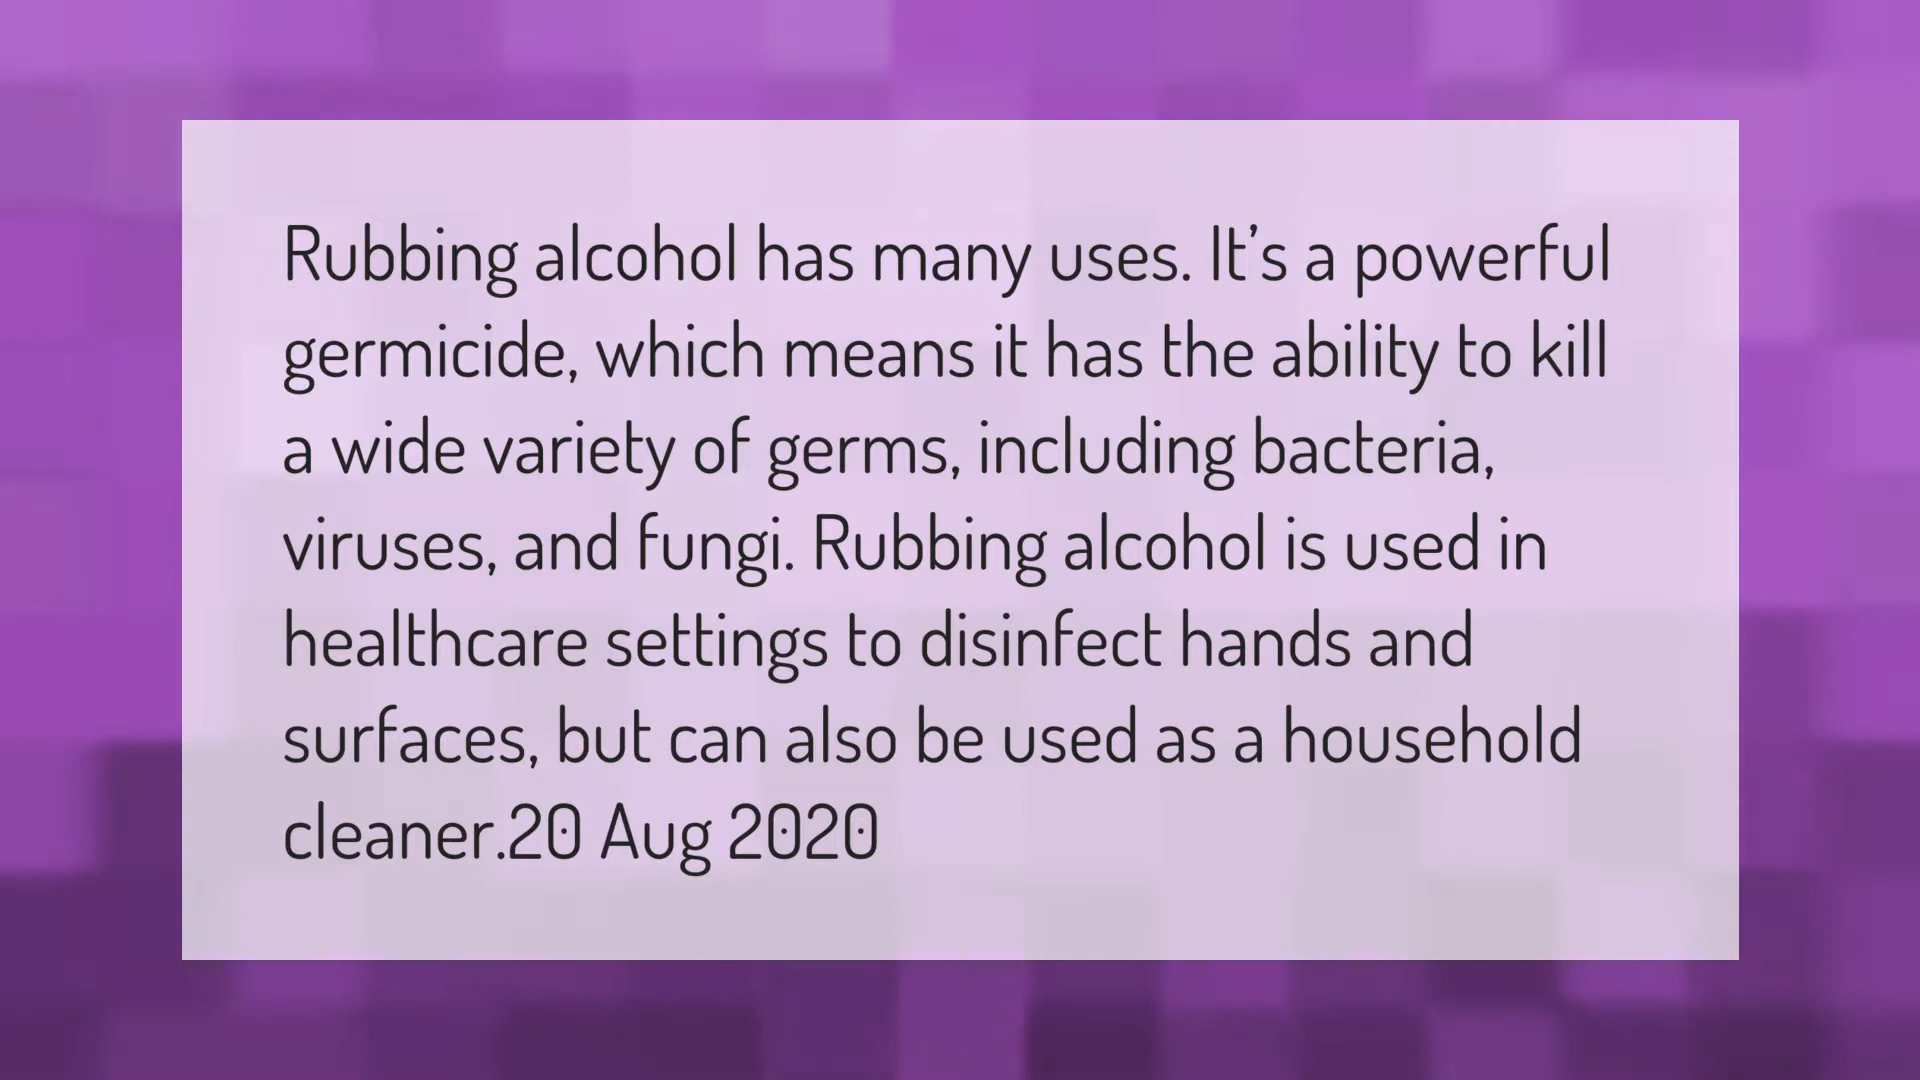 Rubbing alcohol has many uses. It’s a powerful
germicide, which means it has the ability to kill
a wide variety of germs, including bacteria,
viruses, and fungi. Rubbing alcohol is used in
healthcare settings to disinfect hands and
surfaces, but can also be used as a household
cleaner.20 Aug 2020